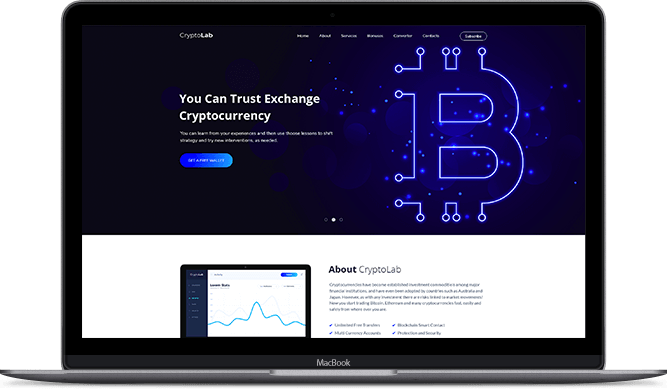 CryptoLab
Home About Services Bonuses Converter Contacts Subscribe
You Can Trust Exchange
Cryptocurrency
You can learn from your experiences and then use those lessons to shift
strategy and try new interventions, as needed.
GET A FREE WALLET
About CryptoLab
Cryptocurrencies have become established investment commodities among major
financial institutions, and have even been adopted by countries such as Australia and
Japan. However, as with any investment there are risks linked to market movements!
Here you start trading Bitcoin, Ethereum and many cryptocurrencies fast, easily and
safely from where ever you are.
Unlimited Free Transfers Blockchain Smart Contract
Multi Currency Accounts Protection and Security
MacBook